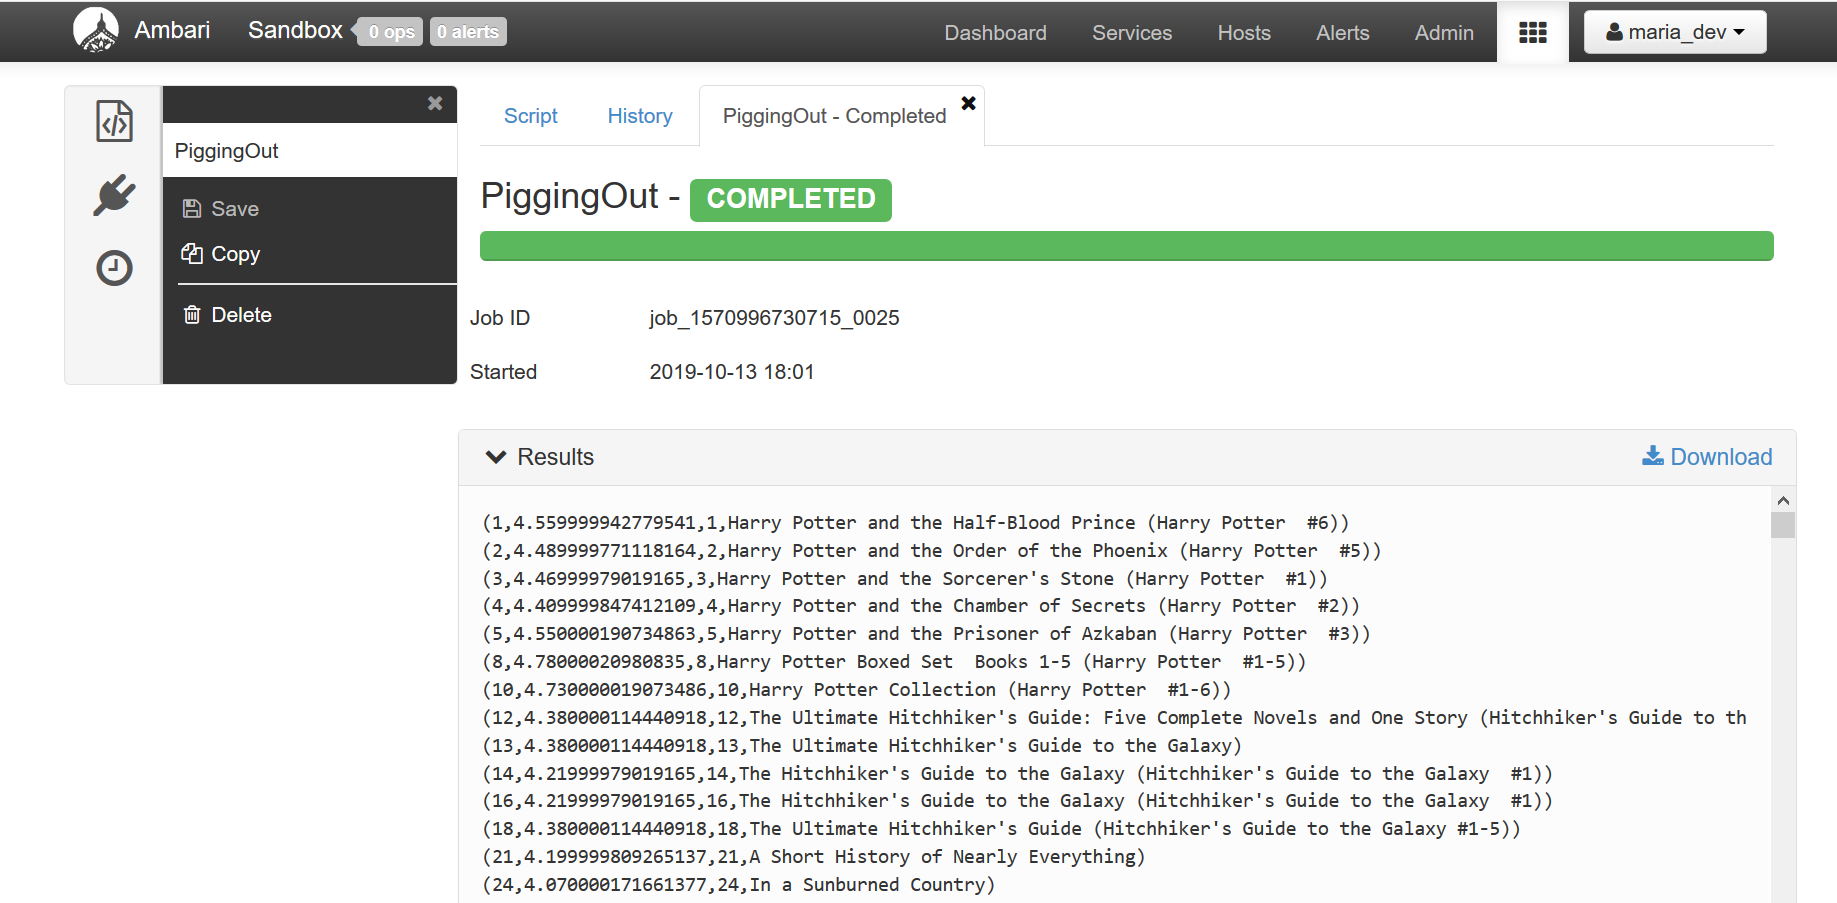 Ambari Sandbox 0 ops 0 alerts Dashboard Services Hosts Alerts Admin maria_dev
Script History PiggingOut - Completed
PiggingOut
Save
Copy
Delete
PiggingOut - COMPLETED
Job ID job_1570996730715_0025
Started 2019-10-13 18:01
Results Download
(1,4.559999942779541,1,Harry Potter and the Half-Blood Prince (Harry Potter  #6))
(2,4.489999771118164,2,Harry Potter and the Order of the Phoenix (Harry Potter  #5))
(3,4.46999979019165,3,Harry Potter and the Sorcerer's Stone (Harry Potter  #1))
(4,4.409999847412109,4,Harry Potter and the Chamber of Secrets (Harry Potter  #2))
(5,4.550000190734863,5,Harry Potter and the Prisoner of Azkaban (Harry Potter  #3))
(8,4.78000020980835,8,Harry Potter Boxed Set  Books 1-5 (Harry Potter  #1-5))
(10,4.730000019073486,10,Harry Potter Collection (Harry Potter  #1-6))
(12,4.380000114440918,12,The Ultimate Hitchhiker's Guide: Five Complete Novels and One Story (Hitchhiker's Guide to th
(13,4.380000114440918,13,The Ultimate Hitchhiker's Guide to the Galaxy)
(14,4.21999979019165,14,The Hitchhiker's Guide to the Galaxy (Hitchhiker's Guide to the Galaxy  #1))
(16,4.21999979019165,16,The Hitchhiker's Guide to the Galaxy (Hitchhiker's Guide to the Galaxy  #1))
(18,4.380000114440918,18,The Ultimate Hitchhiker's Guide (Hitchhiker's Guide to the Galaxy #1-5))
(21,4.199999809265137,21,A Short History of Nearly Everything)
(24,4.070000171661377,24,In a Sunburned Country)